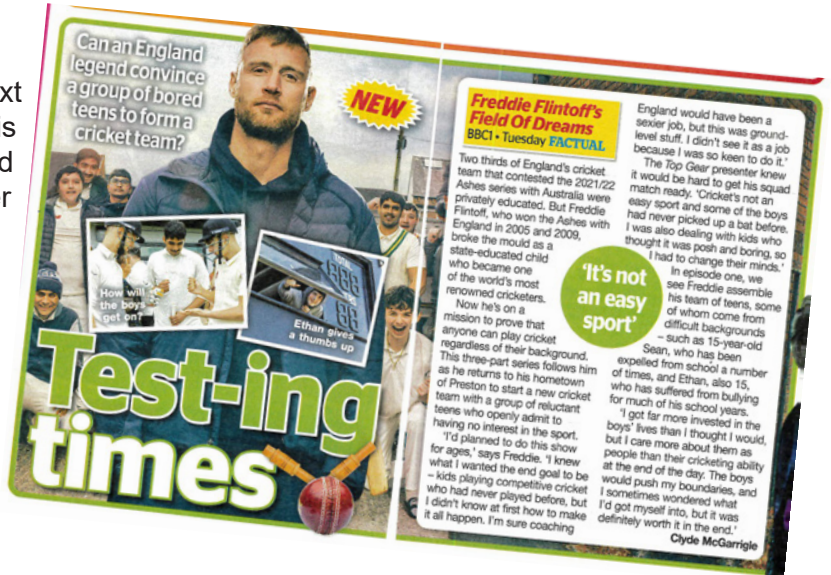 xt
is
d
er
Can an England
legend convince
a group of bored
teens to form a
cricket team?
NEW
How will
the boys
get on?
Ethan gives
a thumbs up
Test-ing
times
Freddie Flintoff's
Field Of Dreams
BBC1 • Tuesday FACTUAL
Two thirds of England's cricket
team that contested the 2021/22
Ashes series with Australia were
privately educated. But Freddie
Flintoff, who won the Ashes with
England in 2005 and 2009,
broke the mould as a
state-educated child
who became one
of the world's most
renowned cricketers.
Now he's on a
mission to prove that
anyone can play cricket
regardless of their background.
This three-part series follows him
as he returns to his hometown
of Preston to start a new cricket
team with a group of reluctant
teens who openly admit to
having no interest in the sport.
'I'd planned to do this show
for ages,' says Freddie. 'I knew
what I wanted the end goal to be
– kids playing competitive cricket
who had never played before, but
I didn't know at first how to make
it all happen. I'm sure coaching
England would have been a
sexier job, but this was ground-
level stuff. I didn't see it as a job
because I was so keen to do it.'
The Top Gear presenter knew
it would be hard to get his squad
match ready. 'Cricket's not an
easy sport and some of the boys
had never picked up a bat before.
I was also dealing with kids who
thought it was posh and boring, so
I had to change their minds.'
In episode one, we
see Freddie assemble
his team of teens, some
of whom come from
difficult backgrounds
– such as 15-year-old
Sean, who has been
expelled from school a number
of times, and Ethan, also 15,
who has suffered from bullying
for much of his school years.
'I got far more invested in the
boys' lives than I thought I would,
but I care more about them as
people than their cricketing ability
at the end of the day. The boys
would push my boundaries, and
I sometimes wondered what
I'd got myself into, but it was
definitely worth it in the end.'
Clyde McGarrigle
'It's not
an easy
sport'